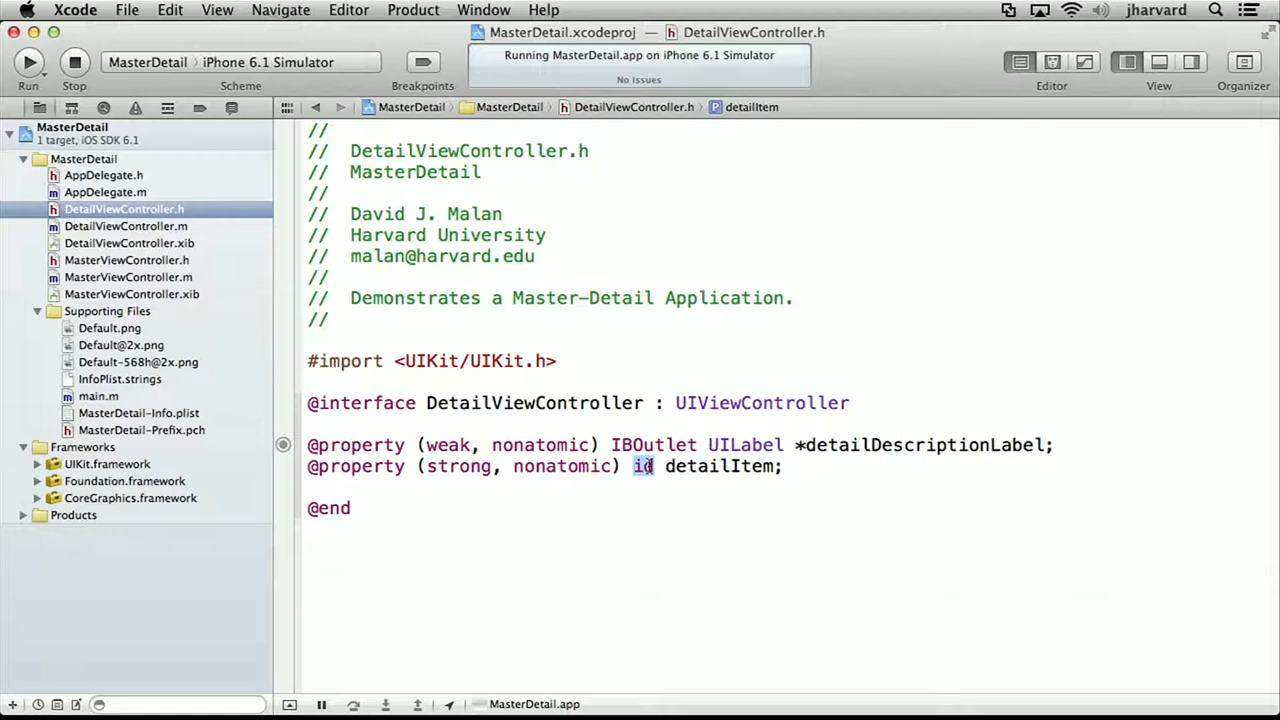 Xcode File Edit View Navigate Editor Product Window Help jharvard
MasterDetail.xcodeproj — DetailViewController.h
MasterDetail iPhone 6.1 Simulator
Running MasterDetail.app on iPhone 6.1 Simulator
No Issues
Run Stop Scheme Breakpoints Editor View Organizer
MasterDetail MasterDetail DetailViewController.h P detailItem
MasterDetail
1 target, iOS SDK 6.1
MasterDetail
h AppDelegate.h
m AppDelegate.m
h DetailViewController.h
m DetailViewController.m
DetailViewController.xib
h MasterViewController.h
m MasterViewController.m
MasterViewController.xib
Supporting Files
Default.png
Default@2x.png
Default-568h@2x.png
InfoPlist.strings
m main.m
MasterDetail-Info.plist
h MasterDetail-Prefix.pch
Frameworks
UIKit.framework
Foundation.framework
CoreGraphics.framework
Products
//
// DetailViewController.h
// MasterDetail
//
// David J. Malan
// Harvard University
// malan@harvard.edu
//
// Demonstrates a Master-Detail Application.
//
#import <UIKit/UIKit.h>
@interface DetailViewController : UIViewController
@property (weak, nonatomic) IBOutlet UILabel *detailDescriptionLabel;
@property (strong, nonatomic) id detailItem;
@end
MasterDetail.app